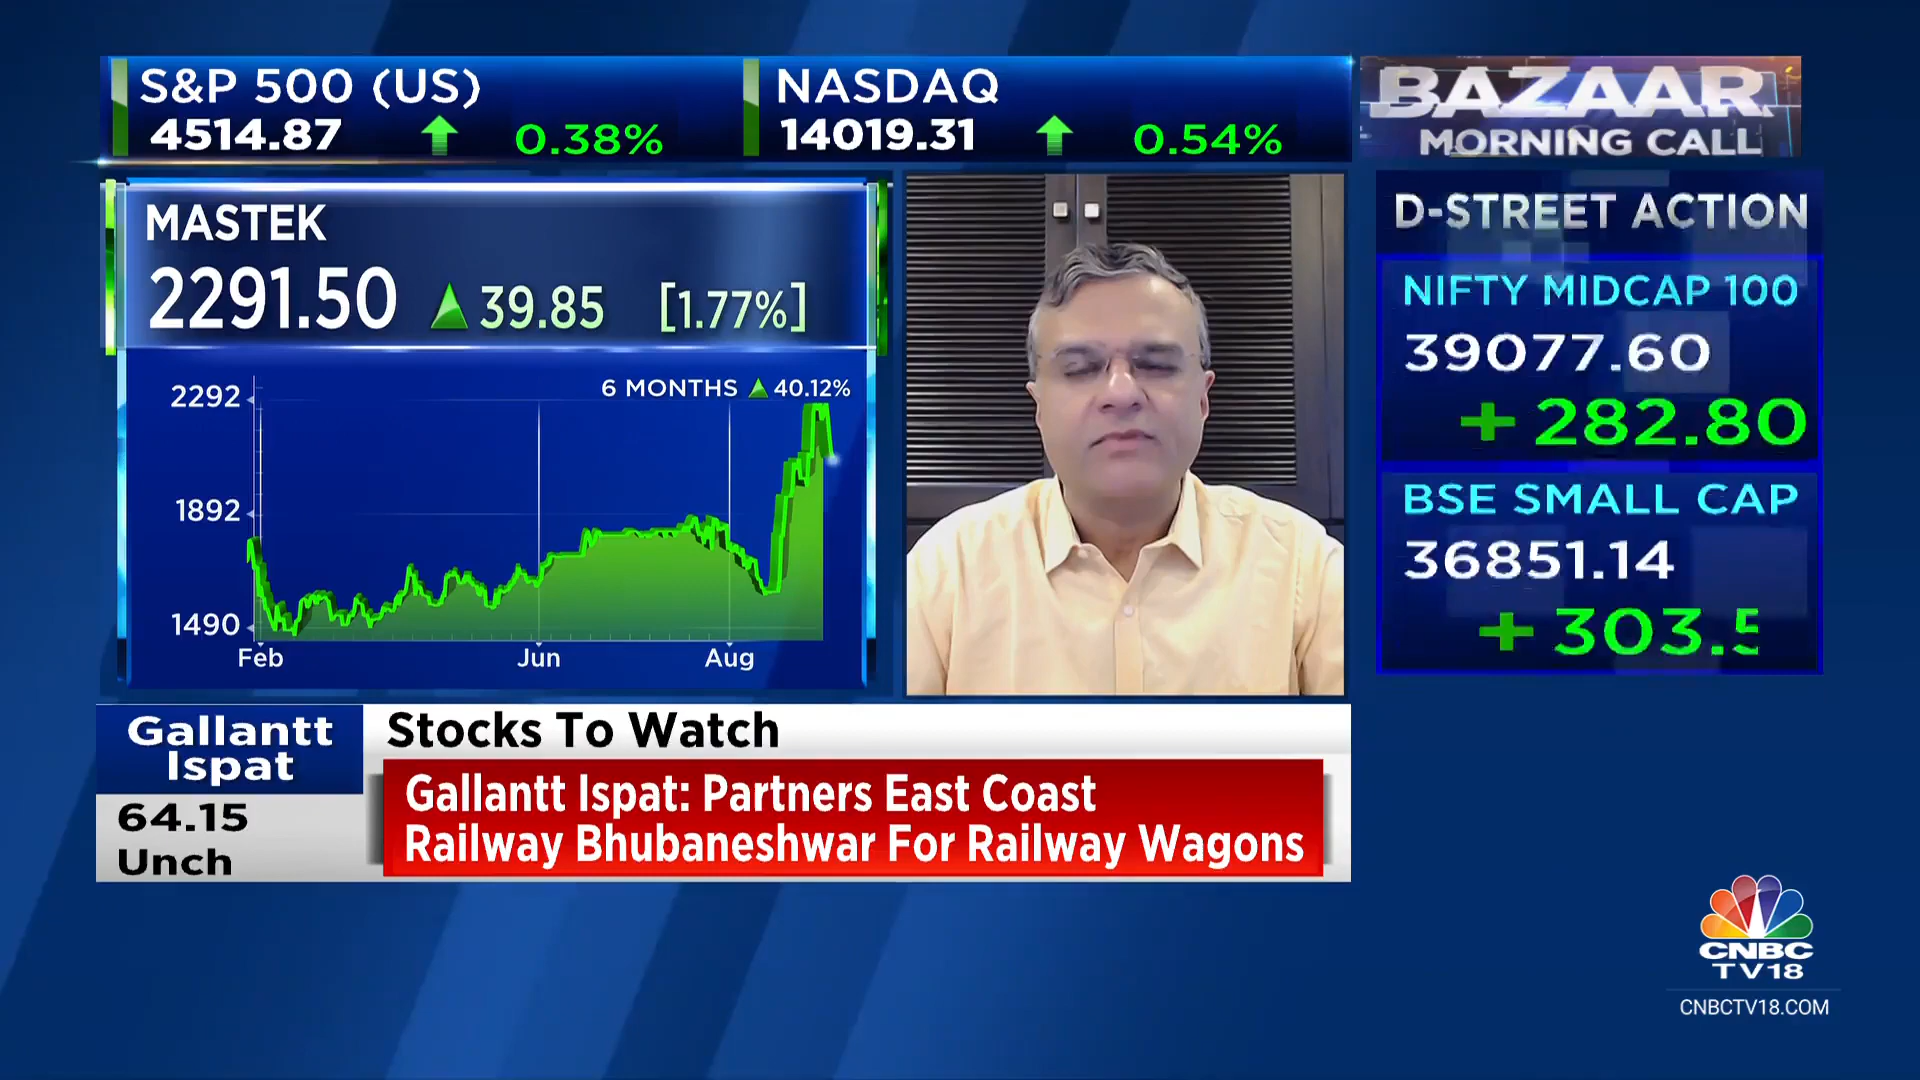 S&P 500 (US)
4514.87 0.38%
NASDAQ
14019.31 0.54%
BAZAAR
MORNING CALL
MASTEK
2291.50 39.85 [1.77%]
6 MONTHS 40.12%
2292
1892
1490
Feb Jun Aug
D-STREET ACTION
NIFTY MIDCAP 100
39077.60
+ 282.80
BSE SMALL CAP
36851.14
+ 303.5
Gallantt
Ispat
64.15
Unch
Stocks To Watch
Gallantt Ispat: Partners East Coast
Railway Bhubaneshwar For Railway Wagons
CNBC
TV18
CNBCTV18.COM